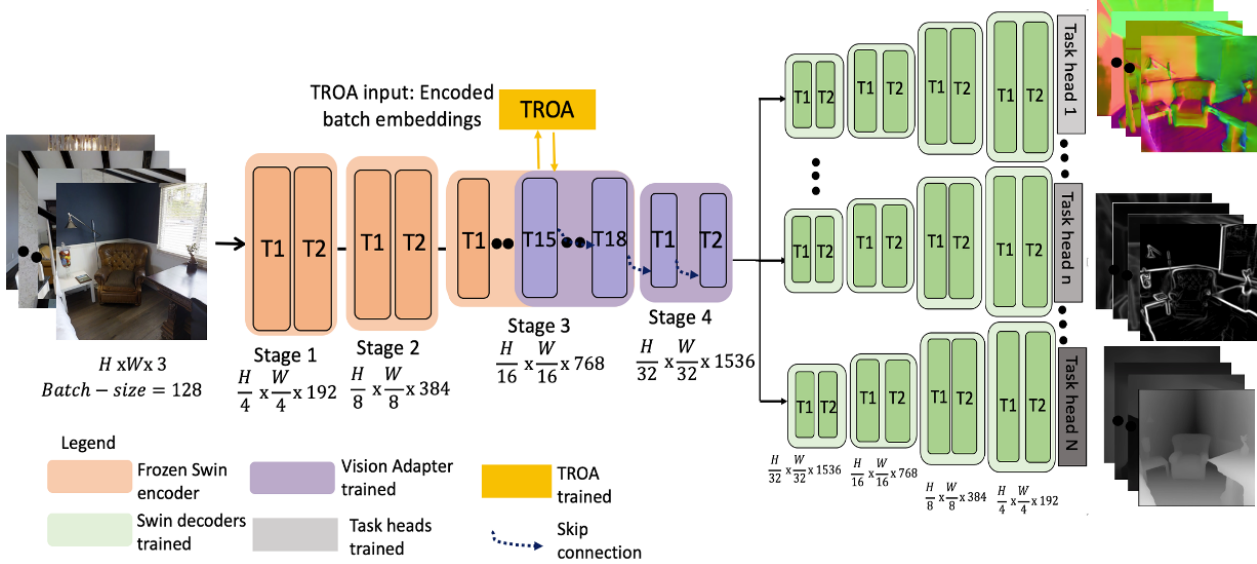 TROA input: Encoded
batch embeddings
TROA
T1 T2
T1 T2
T1 T15 T18
T1 T2
Stage 1
H/4 x W/4 x 192
Stage 2
H/8 x W/8 x 384
Stage 3
H/16 x W/16 x 768
Stage 4
H/32 x W/32 x 1536
H xWx 3
Batch − size = 128
T1 T2 T1 T2 T1 T2 T1 T2 Task head 1
T1 T2 T1 T2 T1 T2 T1 T2 Task head n
T1 T2 T1 T2 T1 T2 T1 T2 Task head N
H/32 x W/32 x 1536
H/16 x W/16 x 768
H/8 x W/8 x 384
H/4 x W/4 x 192
Legend
Frozen Swin
encoder
Vision Adapter
trained
TROA
trained
Swin decoders
trained
Task heads
trained
Skip
connection